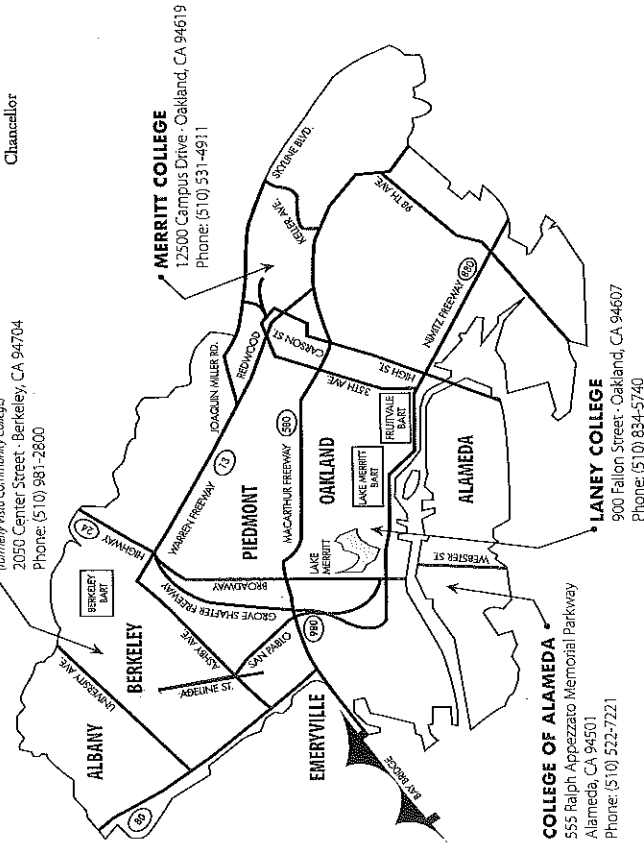 Chancellor
(formerly Vista Community College)
2050 Center Street · Berkeley, CA 94704
Phone: (510) 981-2800
MERRITT COLLEGE
12500 Campus Drive · Oakland, CA 94619
Phone: (510) 531-4911
SKYLINE BLVD.
KELLER AVE.
98TH AVE.
JOAQUIN MILLER RD.
REDWOOD
CARSON ST.
35TH AVE.
HIGH ST.
NIMITZ FREEWAY 880
24
HIGHWAY
WARREN FREEWAY
13
MACARTHUR FREEWAY 580
PIEDMONT
OAKLAND
FRUITVALE
BART
LAKE MERRITT
BART
LAKE
MERRITT
ALAMEDA
WEBSTER ST.
BROADWAY
GROVE SHAFTER FREEWAY
980
SAN PABLO
ASHBY AVE.
ADELINE ST.
BERKELEY
BART
BERKELEY
UNIVERSITY AVE.
ALBANY
80
EMERYVILLE
BAY BRIDGE
COLLEGE OF ALAMEDA
555 Ralph Appezzato Memorial Parkway
Alameda, CA 94501
Phone: (510) 522-7221
LANEY COLLEGE
900 Fallon Street · Oakland, CA 94607
Phone: (510) 834-5740